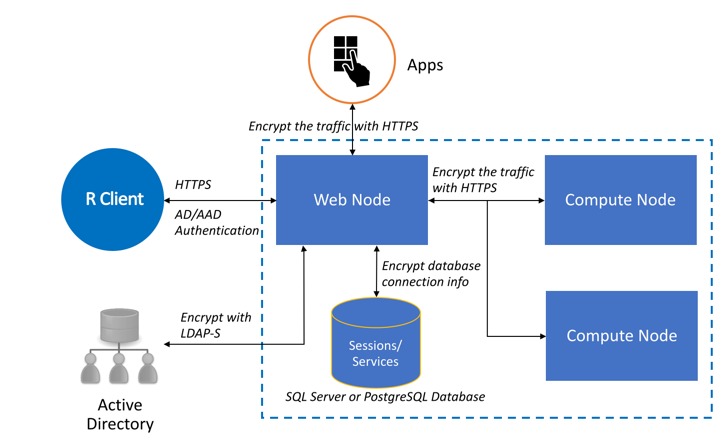 Apps
Encrypt the traffic with HTTPS
R Client
HTTPS
AD/AAD
Authentication
Web Node
Encrypt the traffic
with HTTPS
Compute Node
Encrypt database
connection info
Encrypt with
LDAP-S
Sessions/
Services
Compute Node
SQL Server or PostgreSQL Database
Active
Directory